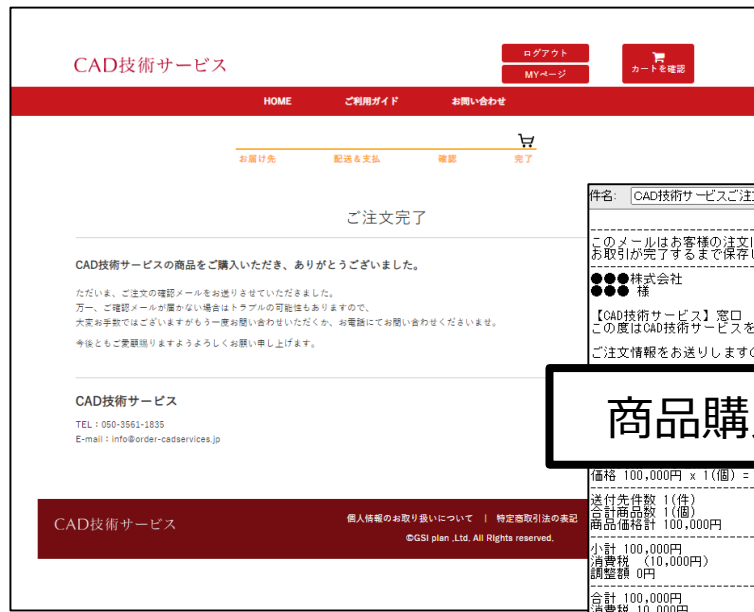 CAD技術サービス
ログアウト
MYページ
カートを確認
HOME ご利用ガイド お問い合わせ
お届け先 配送&支払 確認 完了
ご注文完了
CAD技術サービスの商品をご購入いただき、ありがとうございました。
ただいま、ご注文の確認メールをお送りさせていただきました。
万一、ご確認メールが届かない場合はトラブルの可能性もありますので、
大変お手数ではございますがもう一度お問い合わせいただくか、お電話にてお問い合わせくださいませ。
今後ともご愛顧賜りますようよろしくお願い申し上げます。
CAD技術サービス
TEL:050-3561-1835
E-mail:info@order-cadservices.jp
CAD技術サービス
個人情報のお取り扱いについて | 特定商取引法の表記
©GSI plan ,Ltd. All Rights reserved.
件名: CAD技術サービスご注
このメールはお客様の注文
お取引が完了するまで保存
●●●株式会社
●●● 様
【CAD技術サービス】窓口
この度はCAD技術サービスを
ご注文情報をお送りします
商品購
価格 100,000円 x 1(個) =
送付先件数 1(件)
合計商品数 1(個)
商品価格計 100,000円
小計 100,000円
消費税 (10,000円)
調整額 0円
合計 100,000円
消費税 10,000円